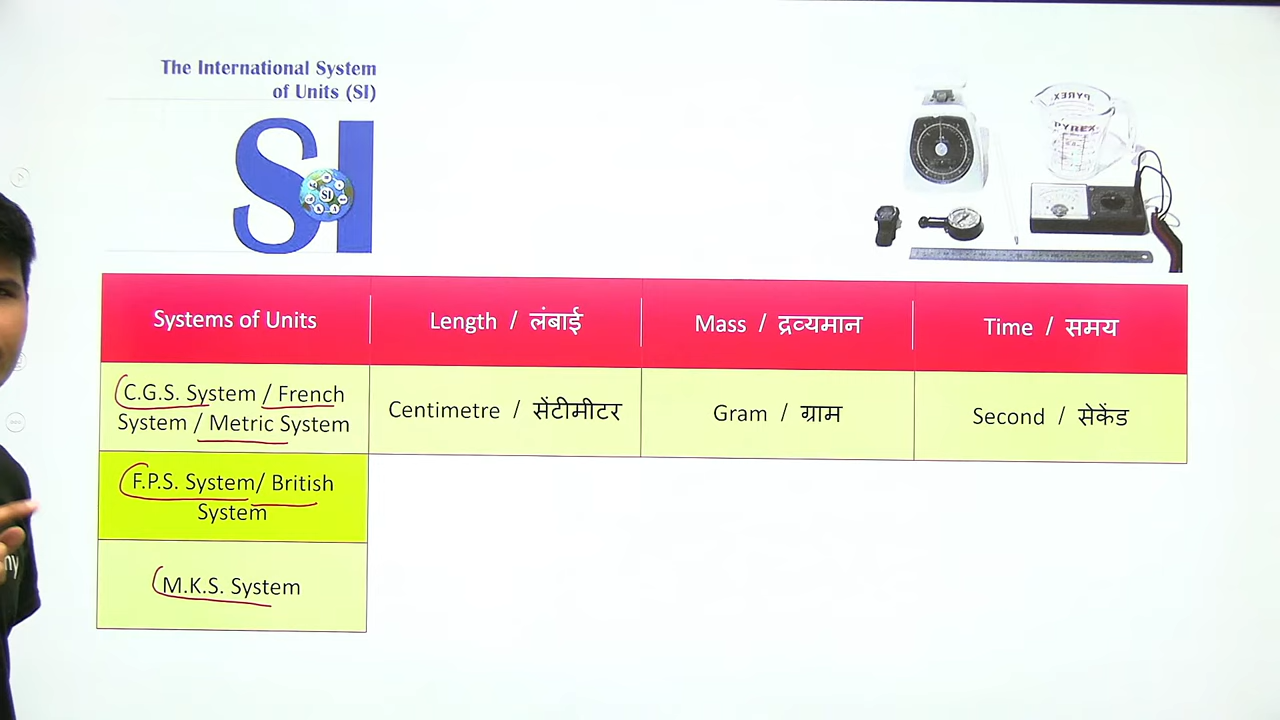 The International System
of Units (SI)
SI
SI
PYREX
Systems of Units
Length / लंबाई
Mass / द्रव्यमान
Time / समय
C.G.S. System / French
System / Metric System
Centimetre / सेंटीमीटर
Gram / ग्राम
Second / सेकेंड
F.P.S. System/ British
System
M.K.S. System
ny